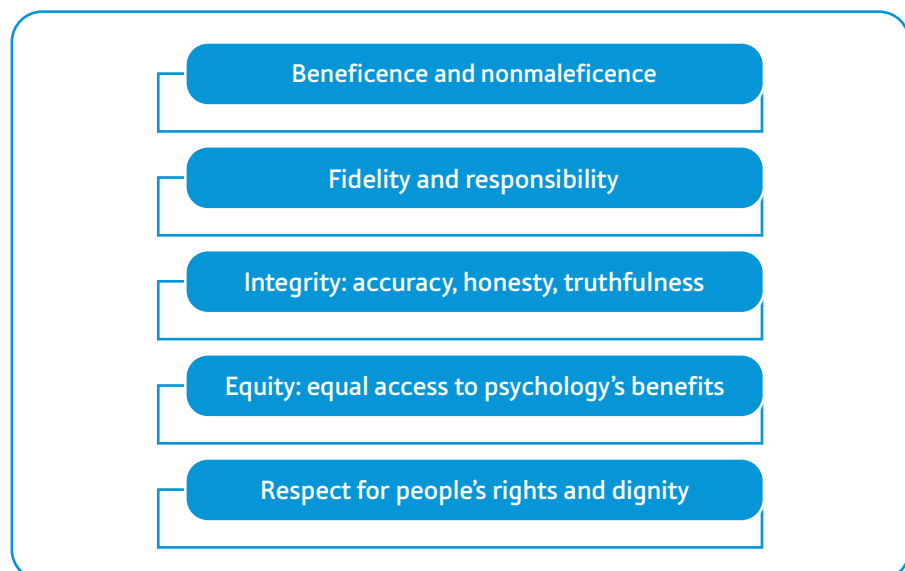 Beneficence and nonmaleficence
Fidelity and responsibility
Integrity: accuracy, honesty, truthfulness
Equity: equal access to psychology’s benefits
Respect for people’s rights and dignity